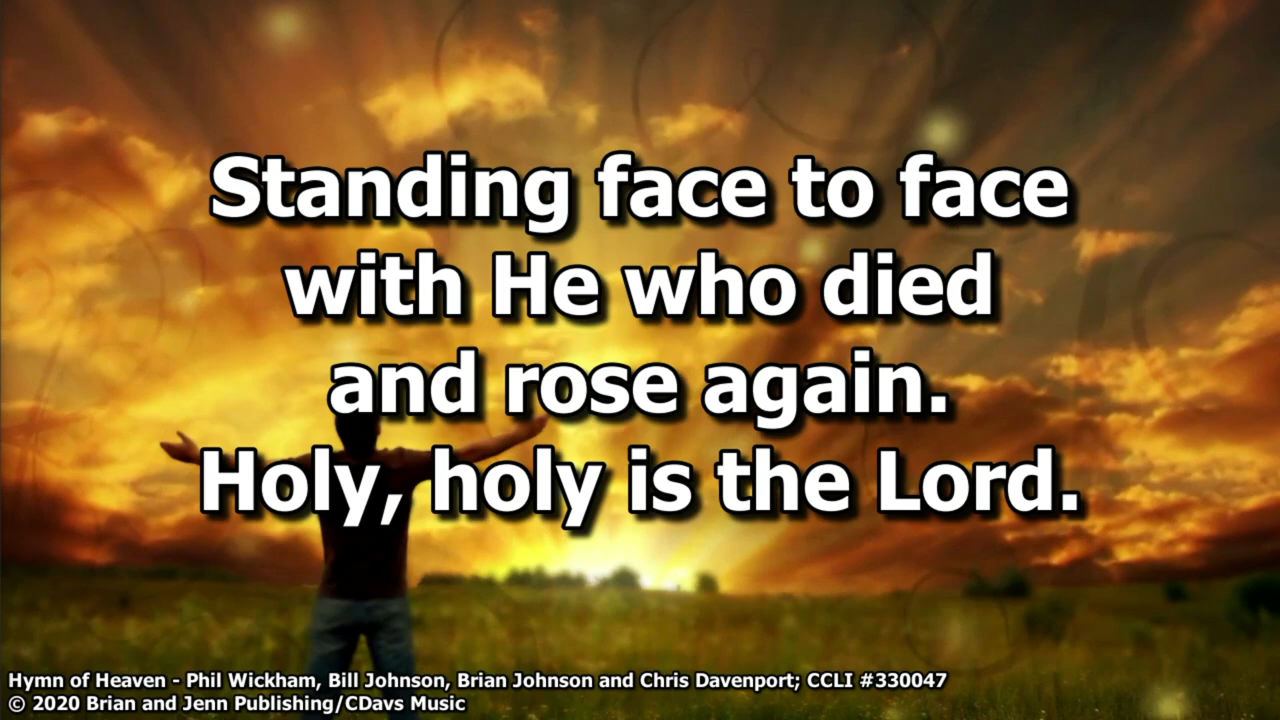 Standing face to face
with He who died
and rose again.
Holy, holy is the Lord.
Hymn of Heaven - Phil Wickham, Bill Johnson, Brian Johnson and Chris Davenport; CCLI #330047
© 2020 Brian and Jenn Publishing/CDavs Music